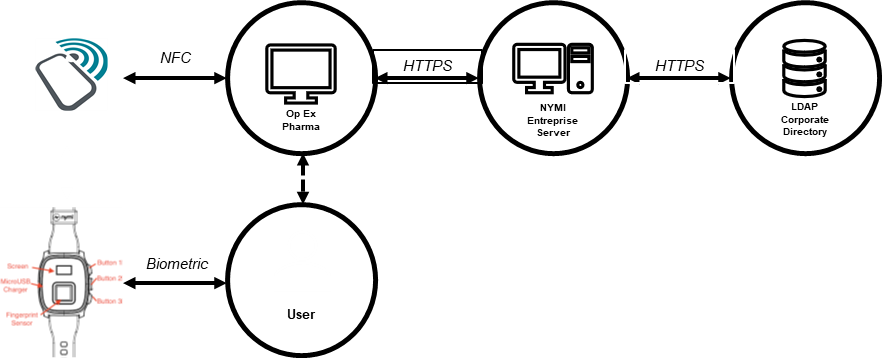 NFC
HTTPS
HTTPS
Op Ex
Pharma
NYMI
Entreprise
Server
LDAP
Corporate
Directory
Biometric
User
Screen
MicroUSB
Charger
Fingerprint
Sensor
Button 1
Button 2
Button 3